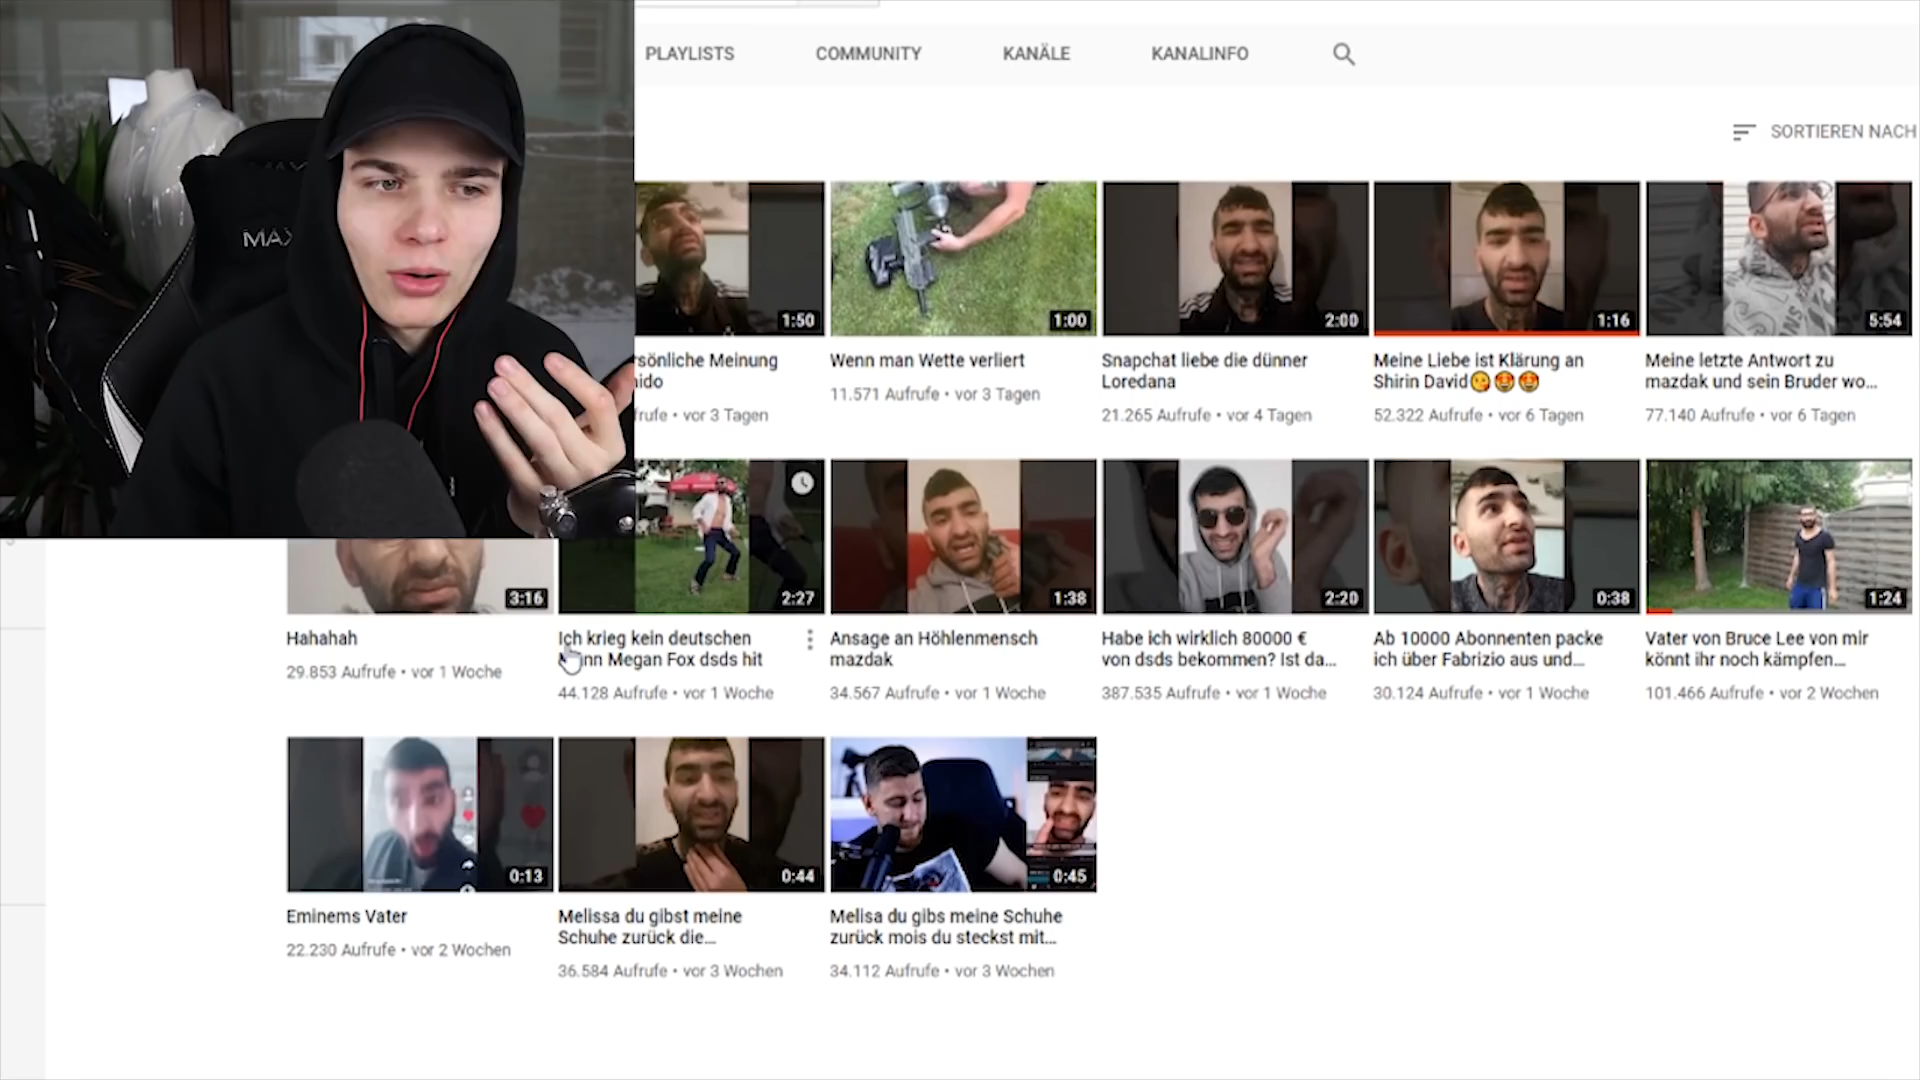 PLAYLISTS COMMUNITY KANÄLE KANALINFO
SORTIEREN NACH
MAX
1:50
1:00
2:00
1:16
5:54
rsönliche Meinung
ido
rufe • vor 3 Tagen
Wenn man Wette verliert
11.571 Aufrufe • vor 3 Tagen
Snapchat liebe die dünner
Loredana
21.265 Aufrufe • vor 4 Tagen
Meine Liebe ist Klärung an
Shirin David😋🥰🥰
52.322 Aufrufe • vor 6 Tagen
Meine letzte Antwort zu
mazdak und sein Bruder wo...
77.140 Aufrufe • vor 6 Tagen
3:16
2:27
1:38
2:20
0:38
1:24
Hahahah
29.853 Aufrufe • vor 1 Woche
Ich krieg kein deutschen
nn Megan Fox dsds hit
44.128 Aufrufe • vor 1 Woche
Ansage an Höhlenmensch
mazdak
34.567 Aufrufe • vor 1 Woche
Habe ich wirklich 80000 €
von dsds bekommen? Ist da...
387.535 Aufrufe • vor 1 Woche
Ab 10000 Abonnenten packe
ich über Fabrizio aus und...
30.124 Aufrufe • vor 1 Woche
Vater von Bruce Lee von mir
könnt ihr noch kämpfen...
101.466 Aufrufe • vor 2 Wochen
0:13
0:44
0:45
Eminems Vater
22.230 Aufrufe • vor 2 Wochen
Melissa du gibst meine
Schuhe zurück die...
36.584 Aufrufe • vor 3 Wochen
Melisa du gibs meine Schuhe
zurück mois du steckst mit...
34.112 Aufrufe • vor 3 Wochen